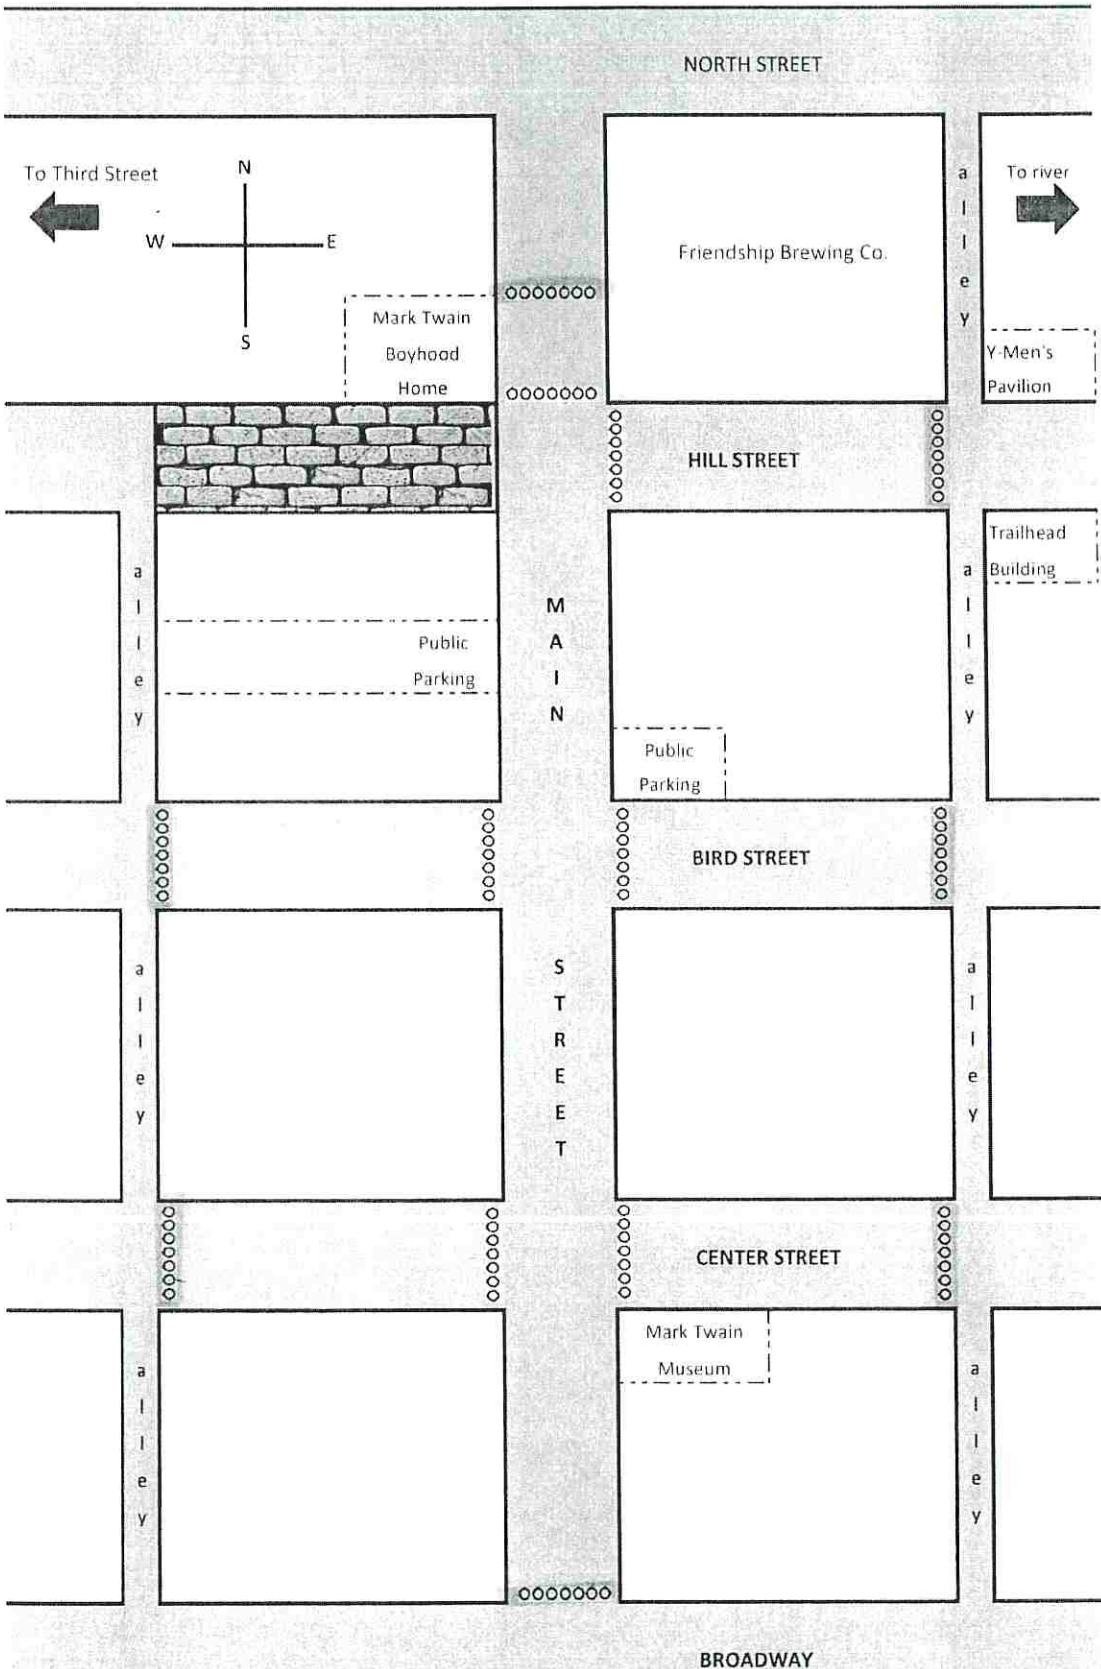 NORTH STREET
To Third Street
N
W
E
S
To river
Friendship Brewing Co.
alley
Mark Twain
Boyhood
Home
Y-Men's
Pavilion
HILL STREET
Trailhead
Building
alley
MAIN
alley
Public
Parking
Public
Parking
BIRD STREET
alley
STREET
alley
CENTER STREET
Mark Twain
Museum
alley
alley
BROADWAY